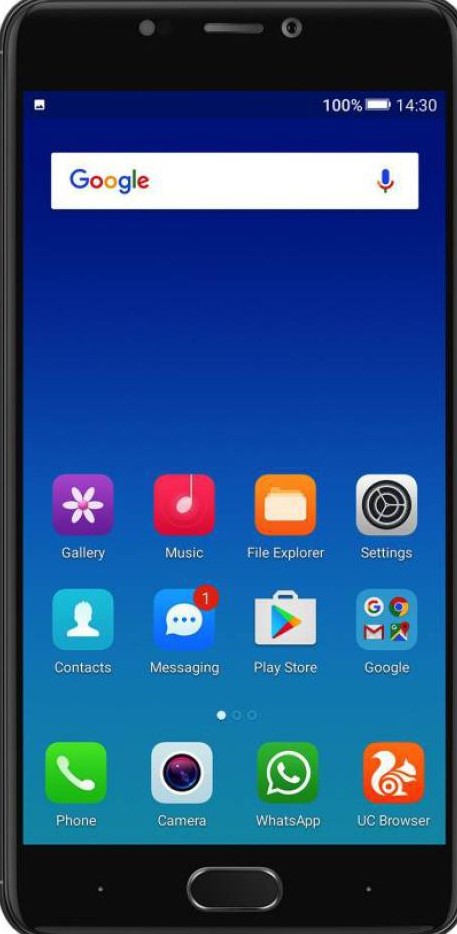 100% 14:30
Google
Gallery Music File Explorer Settings
1
Contacts Messaging Play Store Google
Phone Camera WhatsApp UC Browser